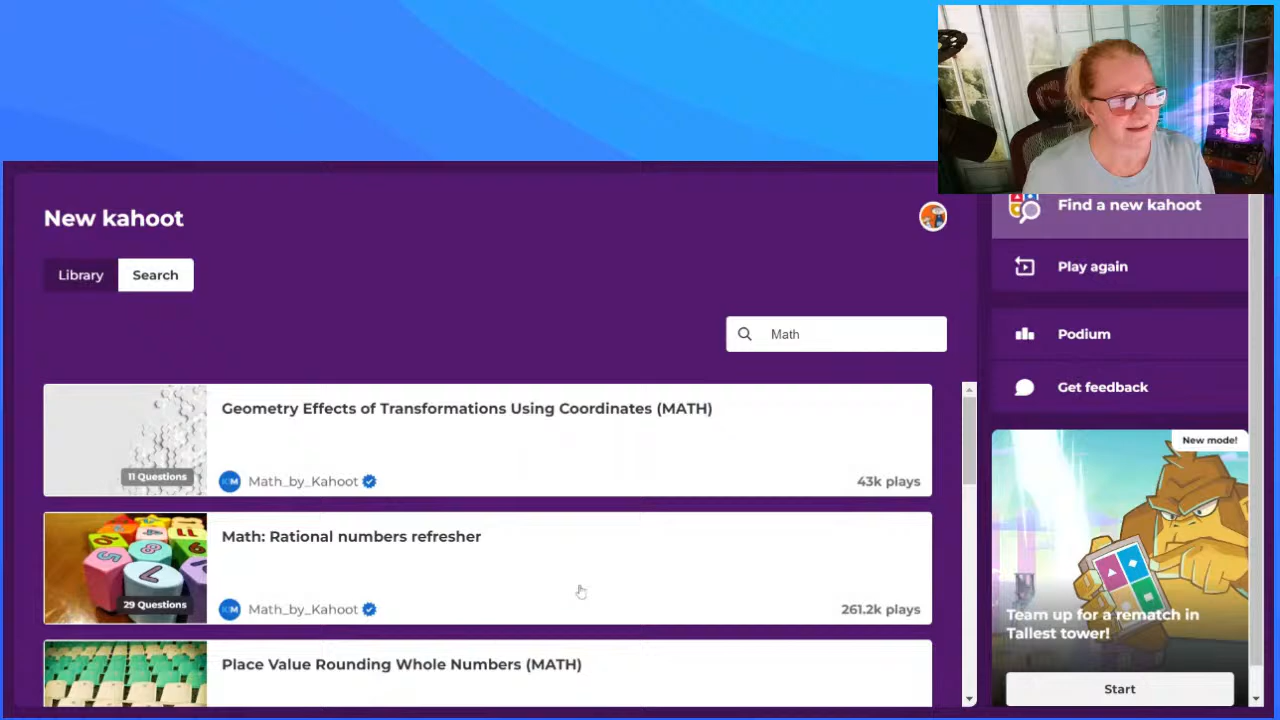 New kahoot
Library
Search
Math
Geometry Effects of Transformations Using Coordinates (MATH)
11 Questions
Math_by_Kahoot
43k plays
Math: Rational numbers refresher
29 Questions
Math_by_Kahoot
261.2k plays
Place Value Rounding Whole Numbers (MATH)
Find a new kahoot
Play again
Podium
Get feedback
New mode!
Team up for a rematch in
Tallest tower!
Start